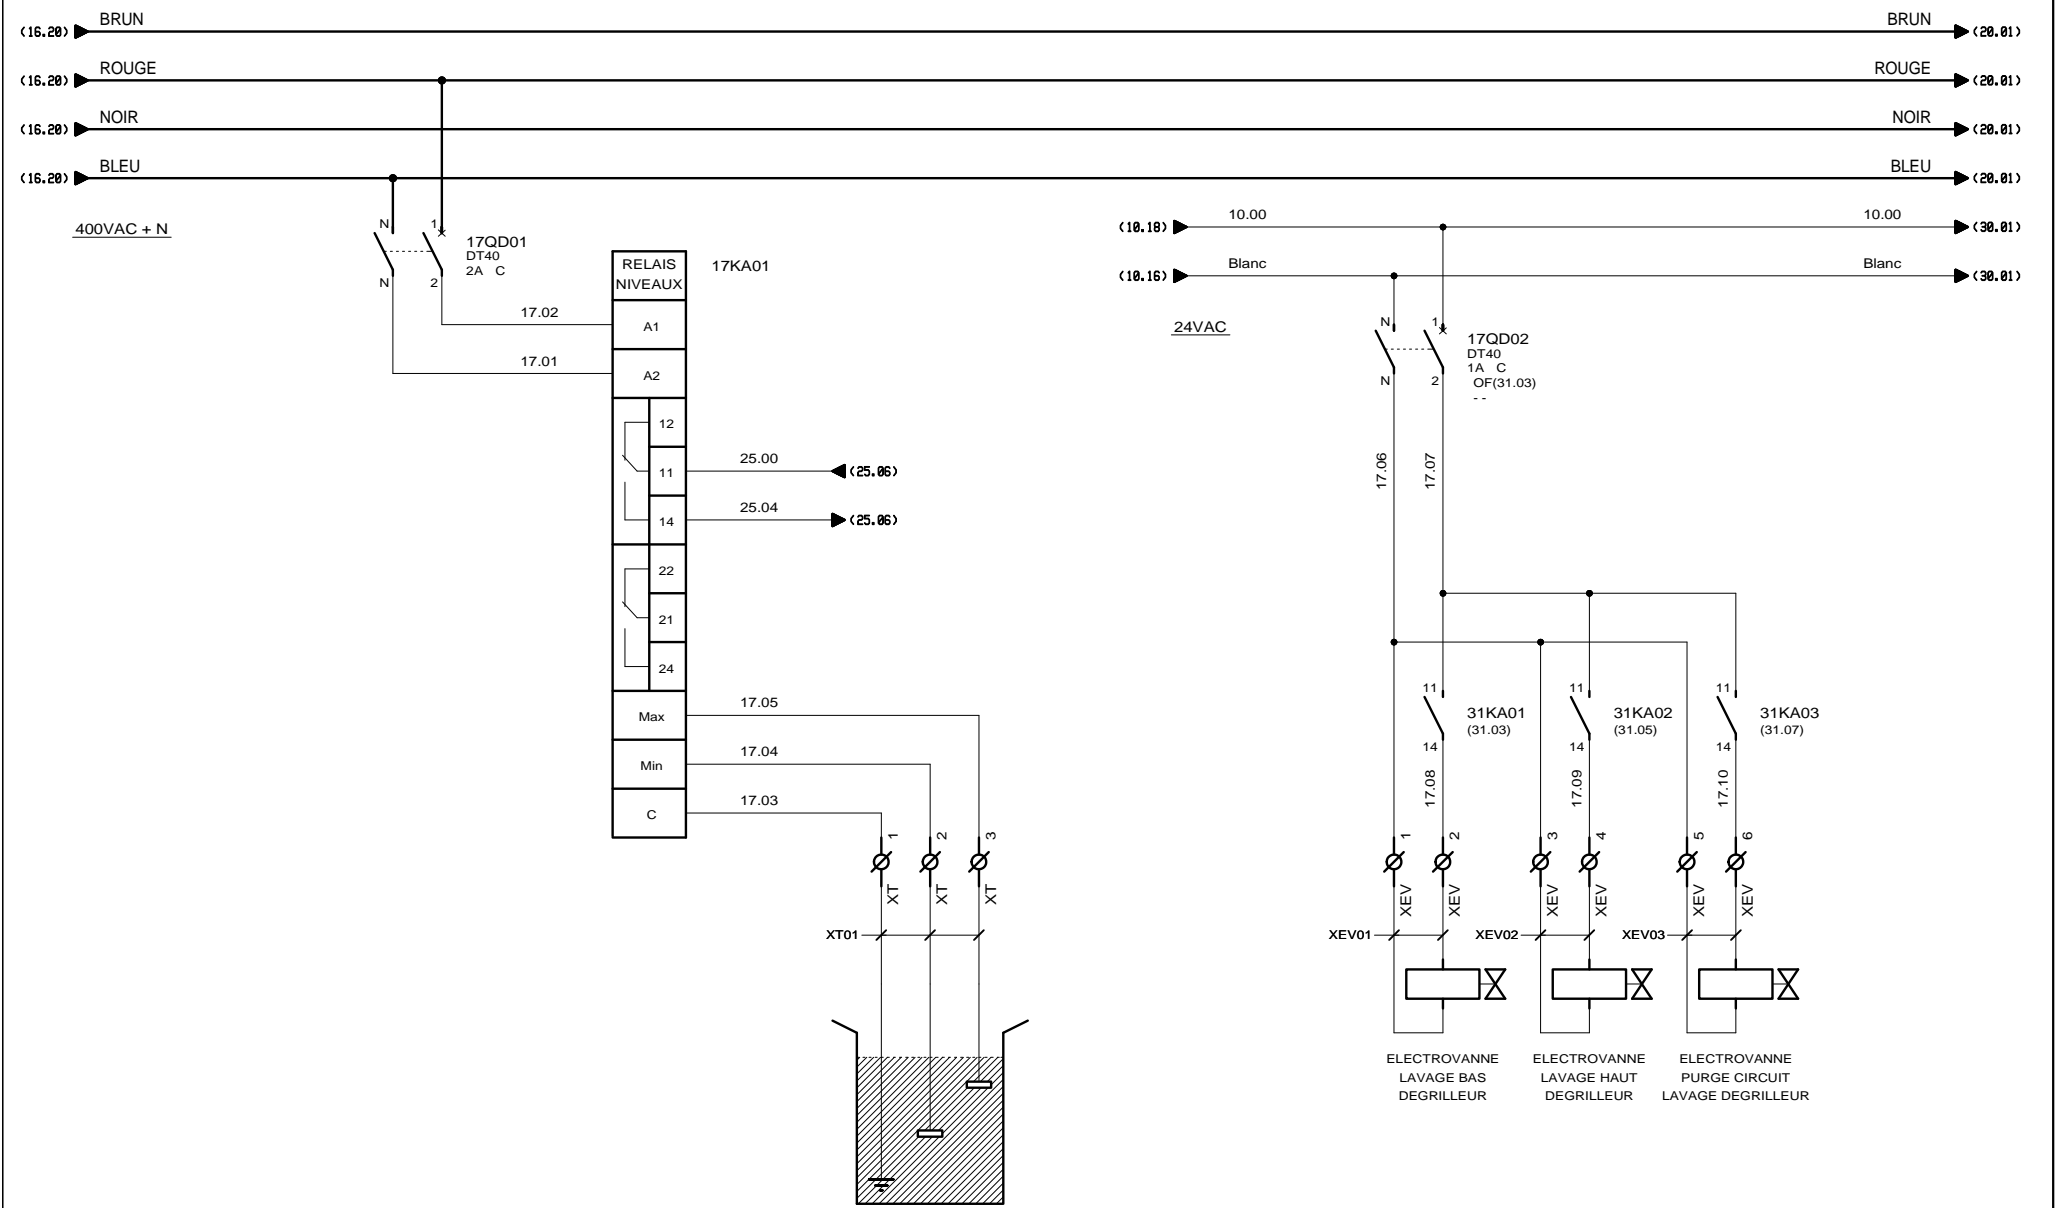 BRUN BRUN
(16.20) (20.01)
ROUGE ROUGE
(16.20) (20.01)
NOIR NOIR
(16.20) (20.01)
BLEU BLEU
(16.20) (20.01)
400VAC + N
N 1
17QD01
DT40
2A C
N 2
RELAIS
NIVEAUX
17KA01
17.02
A1
17.01
A2
12
25.00
11
(25.06)
25.04
14
(25.06)
22
21
24
17.05
Max
17.04
Min
17.03
C
1 2 3
XT XT XT
XT01
10.00 10.00
(10.18) (30.01)
Blanc Blanc
(10.16) (30.01)
24VAC
N 1
17QD02
DT40
1A C
OF(31.03)
- -
N 2
17.06 17.07
11 11 11
31KA01 31KA02 31KA03
(31.03) (31.05) (31.07)
14 14 14
17.08 17.09 17.10
1 2 3 4 5 6
XEV XEV XEV XEV XEV XEV
XEV01 XEV02 XEV03
ELECTROVANNE
LAVAGE BAS
DEGRILLEUR
ELECTROVANNE
LAVAGE HAUT
DEGRILLEUR
ELECTROVANNE
PURGE CIRCUIT
LAVAGE DEGRILLEUR